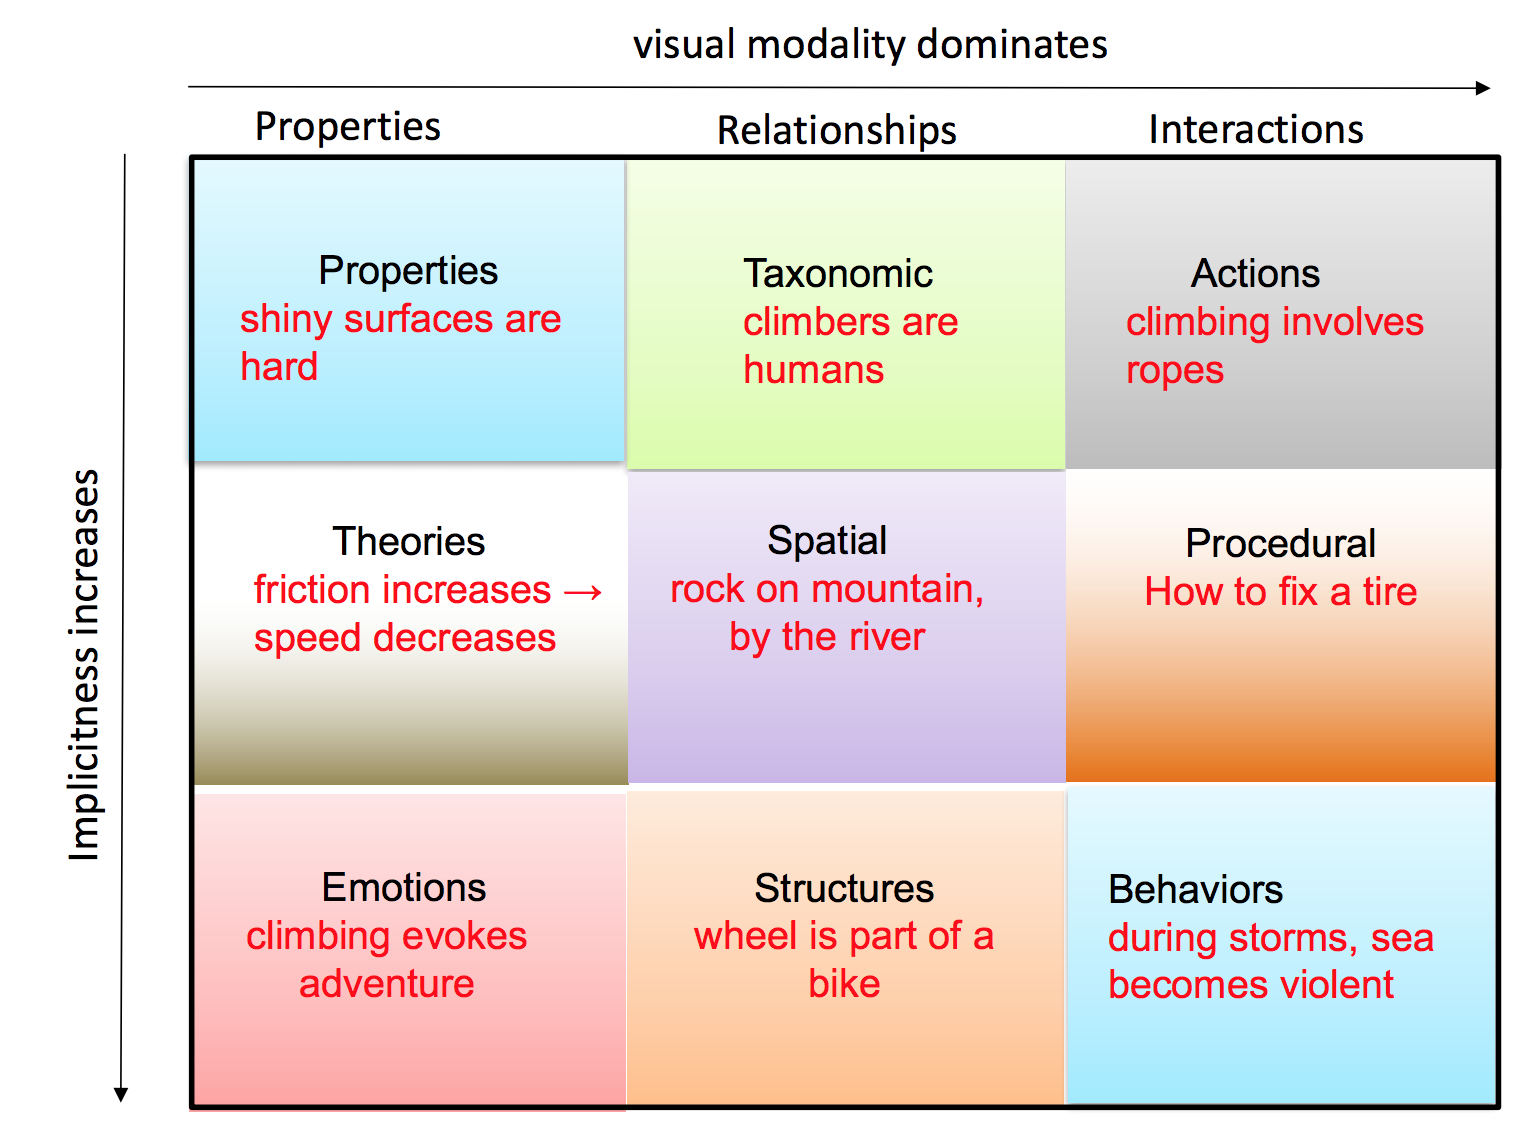 visual modality dominates
Properties
Relationships
Interactions
Implicitness increases
Properties
shiny surfaces are
hard
Taxonomic
climbers are
humans
Actions
climbing involves
ropes
Theories
friction increases →
speed decreases
Spatial
rock on mountain,
by the river
Procedural
How to fix a tire
Emotions
climbing evokes
adventure
Structures
wheel is part of a
bike
Behaviors
during storms, sea
becomes violent